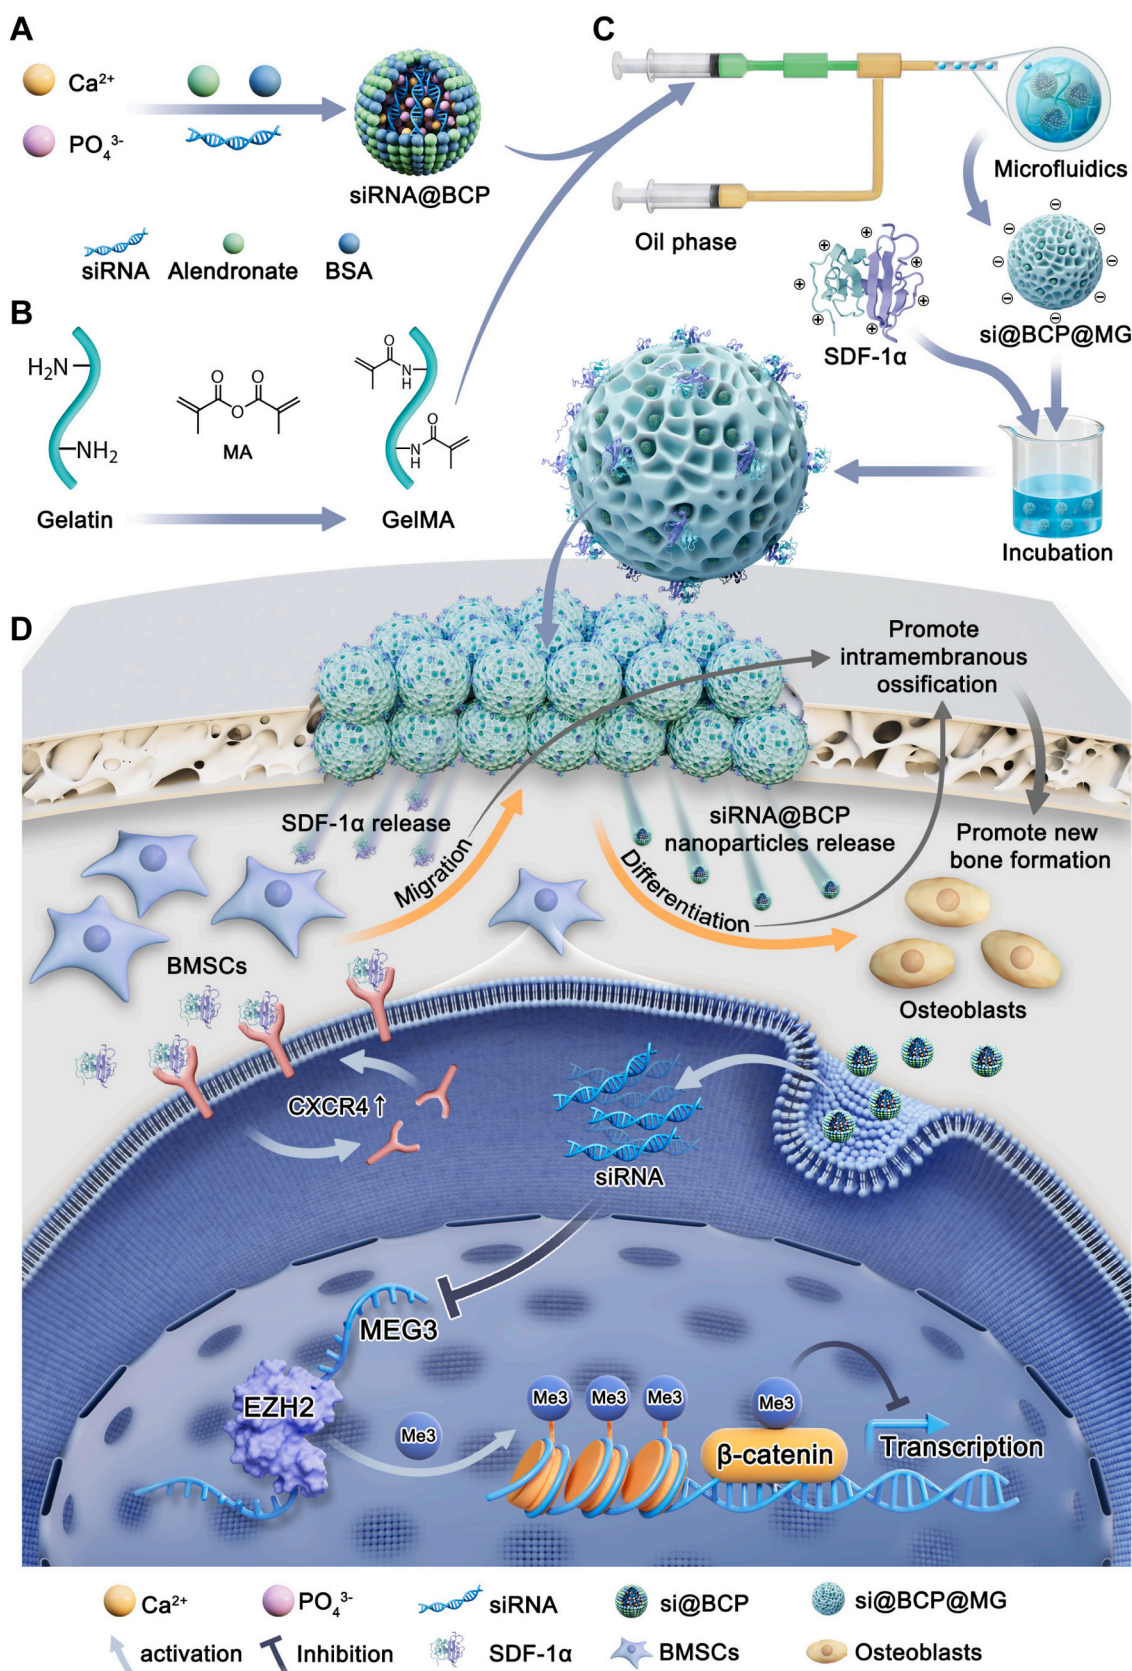 A
Ca²⁺
PO₄³⁻
siRNA@BCP
siRNA
Alendronate
BSA
B
H₂N
NH₂
Gelatin
O
O
O
MA
O
N
H
O
N
H
GelMA
C
Oil phase
Microfluidics
SDF-1α
si@BCP@MG
Incubation
D
Promote
intramembranous
ossification
SDF-1α release
siRNA@BCP
nanoparticles release
Promote new
bone formation
Migration
Differentiation
BMSCs
Osteoblasts
CXCR4↑
siRNA
MEG3
EZH2
Me3
Me3
Me3
Me3
Me3
β-catenin
Transcription
Ca²⁺
PO₄³⁻
siRNA
si@BCP
si@BCP@MG
activation
Inhibition
SDF-1α
BMSCs
Osteoblasts